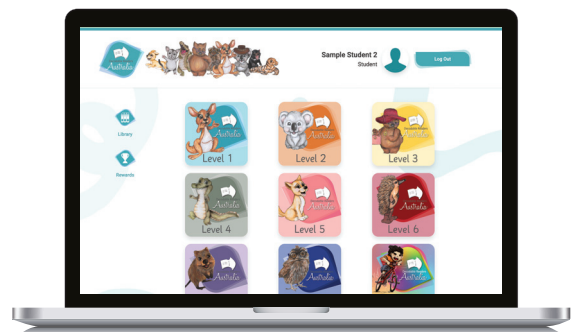 Australia
Sample Student 2
Student
Log Out
Library
Rewards
Australia
Level 1
Australia
Level 2
Australia
Level 3
Australia
Level 4
Australia
Level 5
Australia
Level 6
Australia
Australia
Australia